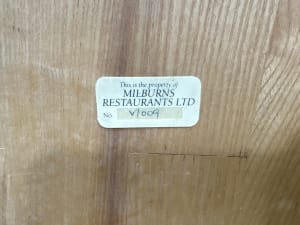 This is the property of
MILBURNS
RESTAURANTS LTD
No. V1009